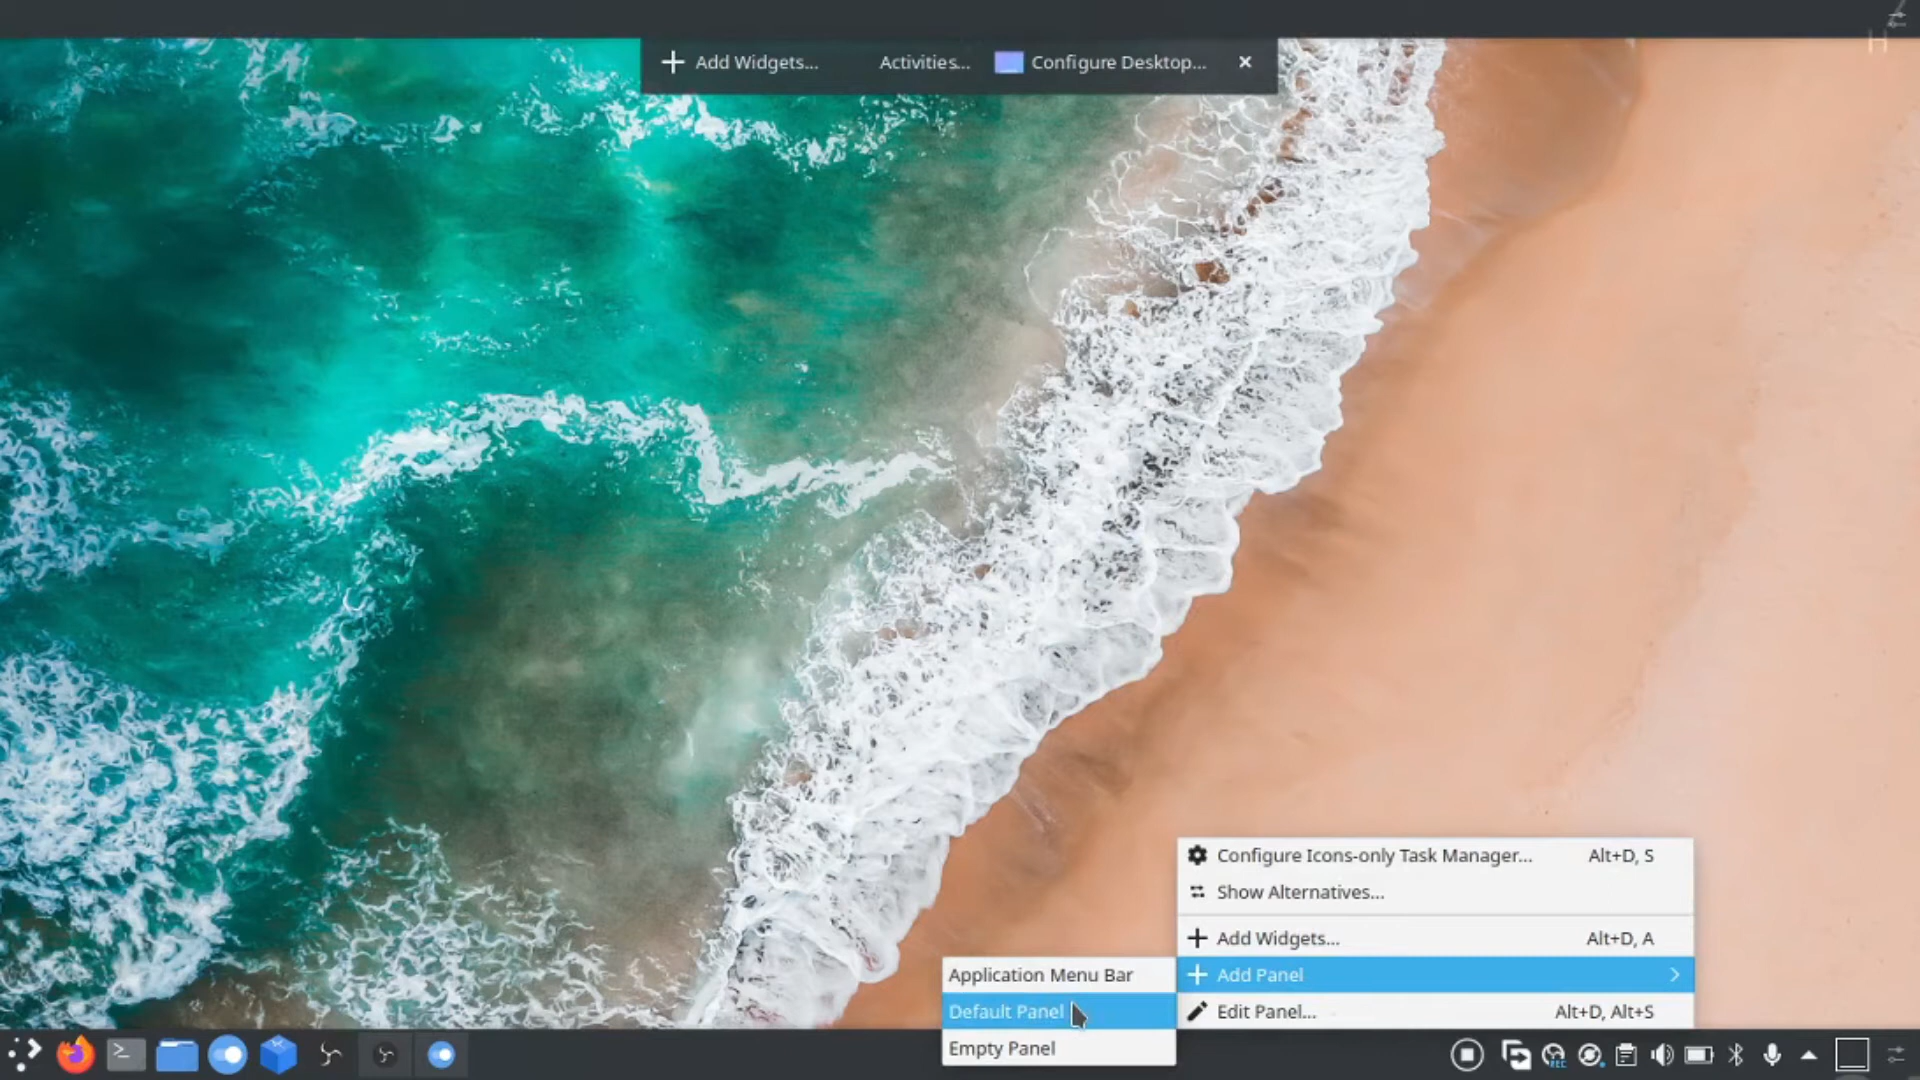 Add Widgets...
Activities...
Configure Desktop...
H
Configure Icons-only Task Manager... Alt+D, S
Show Alternatives...
Add Widgets... Alt+D, A
Application Menu Bar
Add Panel
Default Panel
Edit Panel... Alt+D, Alt+S
Empty Panel
REC